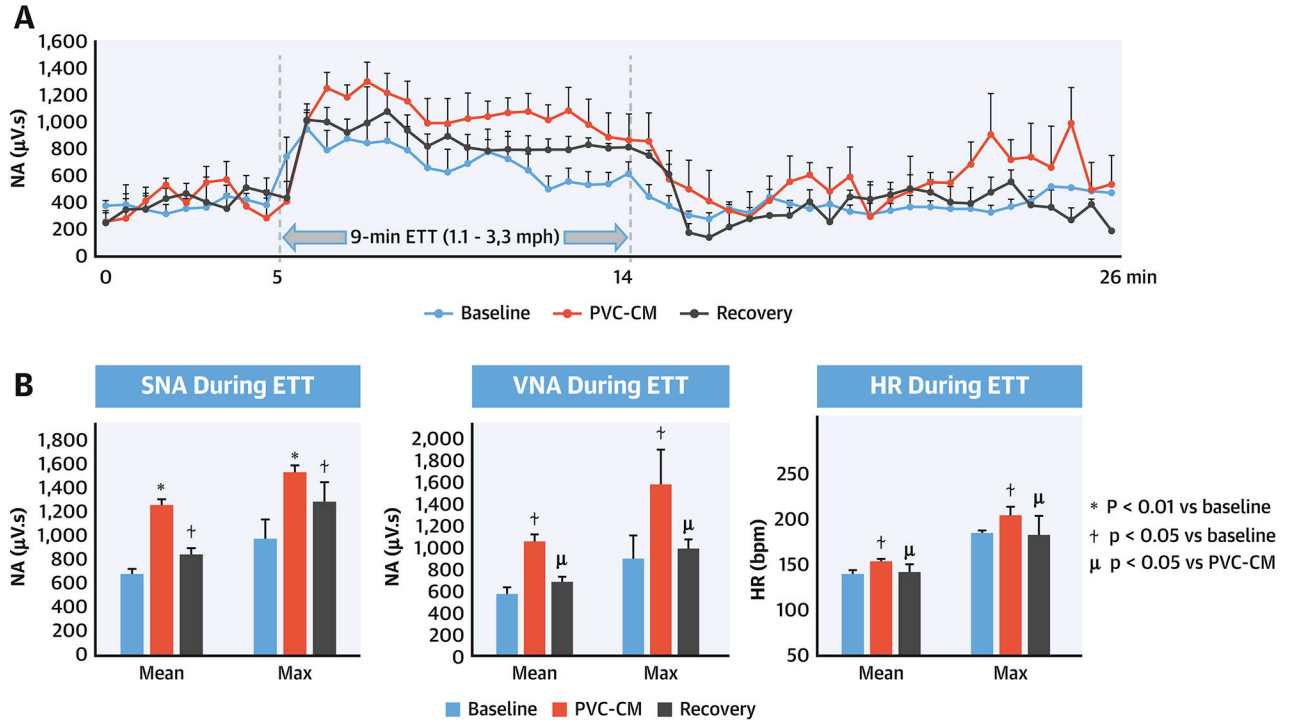 A
1,600
1,400
1,200
1,000
800
600
400
200
0
NA (μV.s)
9-min ETT (1.1 - 3,3 mph)
0 5 14 26 min
Baseline PVC-CM Recovery
B
SNA During ETT
1,800
1,600
1,400
1,200
1,000
800
600
400
200
0
NA (μV.s)
* * † †
Mean Max
VNA During ETT
2,000
1,800
1,600
1,400
1,200
1,000
800
600
400
200
0
NA (μV.s)
† μ † μ
Mean Max
HR During ETT
250
200
150
100
50
HR (bpm)
† μ † μ
Mean Max
* P < 0.01 vs baseline
† p < 0.05 vs baseline
μ p < 0.05 vs PVC-CM
Baseline PVC-CM Recovery